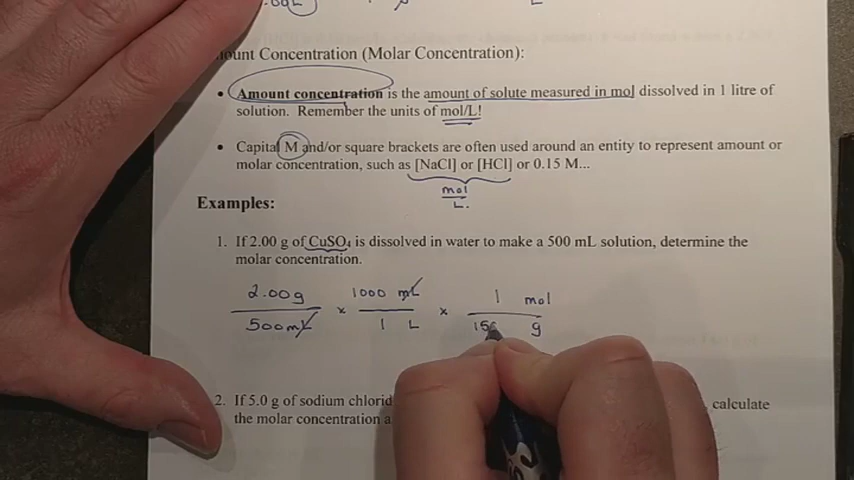 L
ount Concentration (Molar Concentration):
• Amount concentration is the amount of solute measured in mol dissolved in 1 litre of
solution. Remember the units of mol/L!
• Capital M and/or square brackets are often used around an entity to represent amount or
molar concentration, such as [NaCl] or [HCl] or 0.15 M...
mol
L.
Examples:
1. If 2.00 g of CuSO₄ is dissolved in water to make a 500 mL solution, determine the
molar concentration.
2.00g × 1000 mL × 1 mol
500mL 1 L 15 g
2. If 5.0 g of sodium chlorid , calculate
the molar concentration a